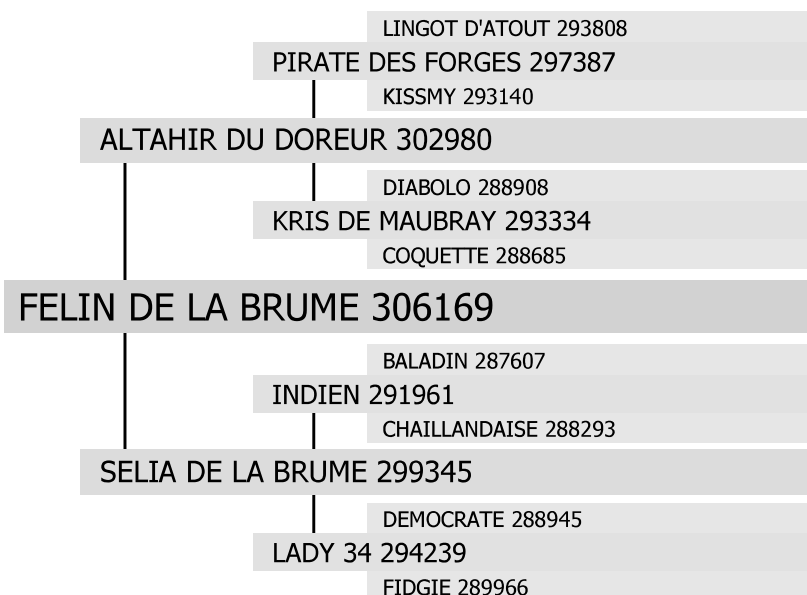 LINGOT D'ATOUT 293808
PIRATE DES FORGES 297387
KISSMY 293140
ALTAHIR DU DOREUR 302980
DIABOLO 288908
KRIS DE MAUBRAY 293334
COQUETTE 288685
FELIN DE LA BRUME 306169
BALADIN 287607
INDIEN 291961
CHAILLANDAISE 288293
SELIA DE LA BRUME 299345
DEMOCRATE 288945
LADY 34 294239
FIDGIE 289966